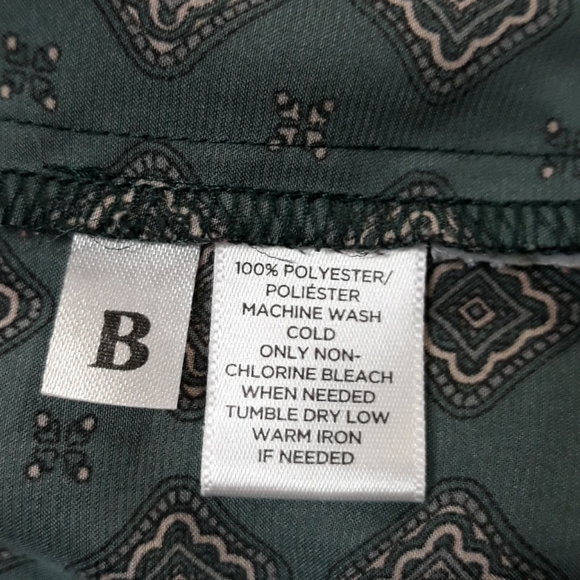 B
100% POLYESTER/
POLIÉSTER
MACHINE WASH
COLD
ONLY NON-
CHLORINE BLEACH
WHEN NEEDED
TUMBLE DRY LOW
WARM IRON
IF NEEDED